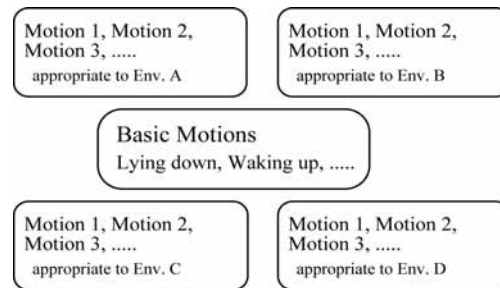 Motion 1, Motion 2,
Motion 3, .....
appropriate to Env. A
Motion 1, Motion 2,
Motion 3, .....
appropriate to Env. B
Basic Motions
Lying down, Waking up, .....
Motion 1, Motion 2,
Motion 3, .....
appropriate to Env. C
Motion 1, Motion 2,
Motion 3, .....
appropriate to Env. D